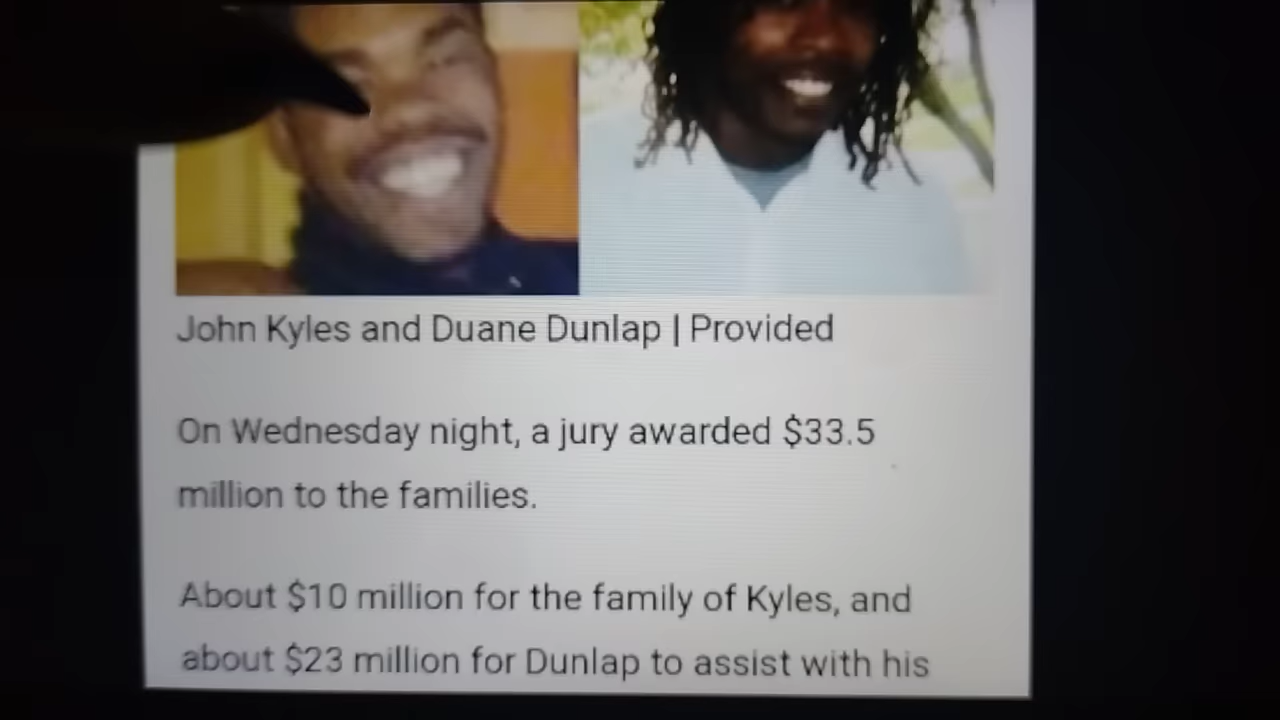 John Kyles and Duane Dunlap | Provided
On Wednesday night, a jury awarded $33.5
million to the families.
About $10 million for the family of Kyles, and
about $23 million for Dunlap to assist with his